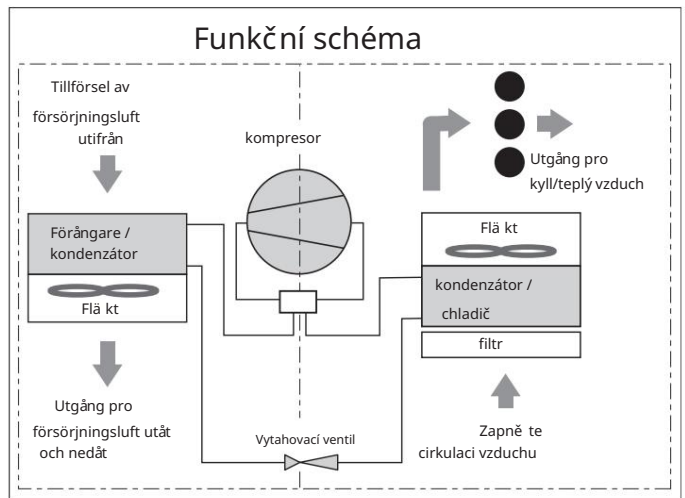 Funkční schéma
Tillförsel av
försörjningsluft
utifrån
kompresor
Utgång pro
kyll/teplý vzduch
Förångare /
kondenzátor
Flä kt
Flä kt
kondenzátor /
chladič
filtr
Utgång pro
försörjningsluft utåt
och nedåt
Vytahovací ventil
Zapně te
cirkulaci vzduchu